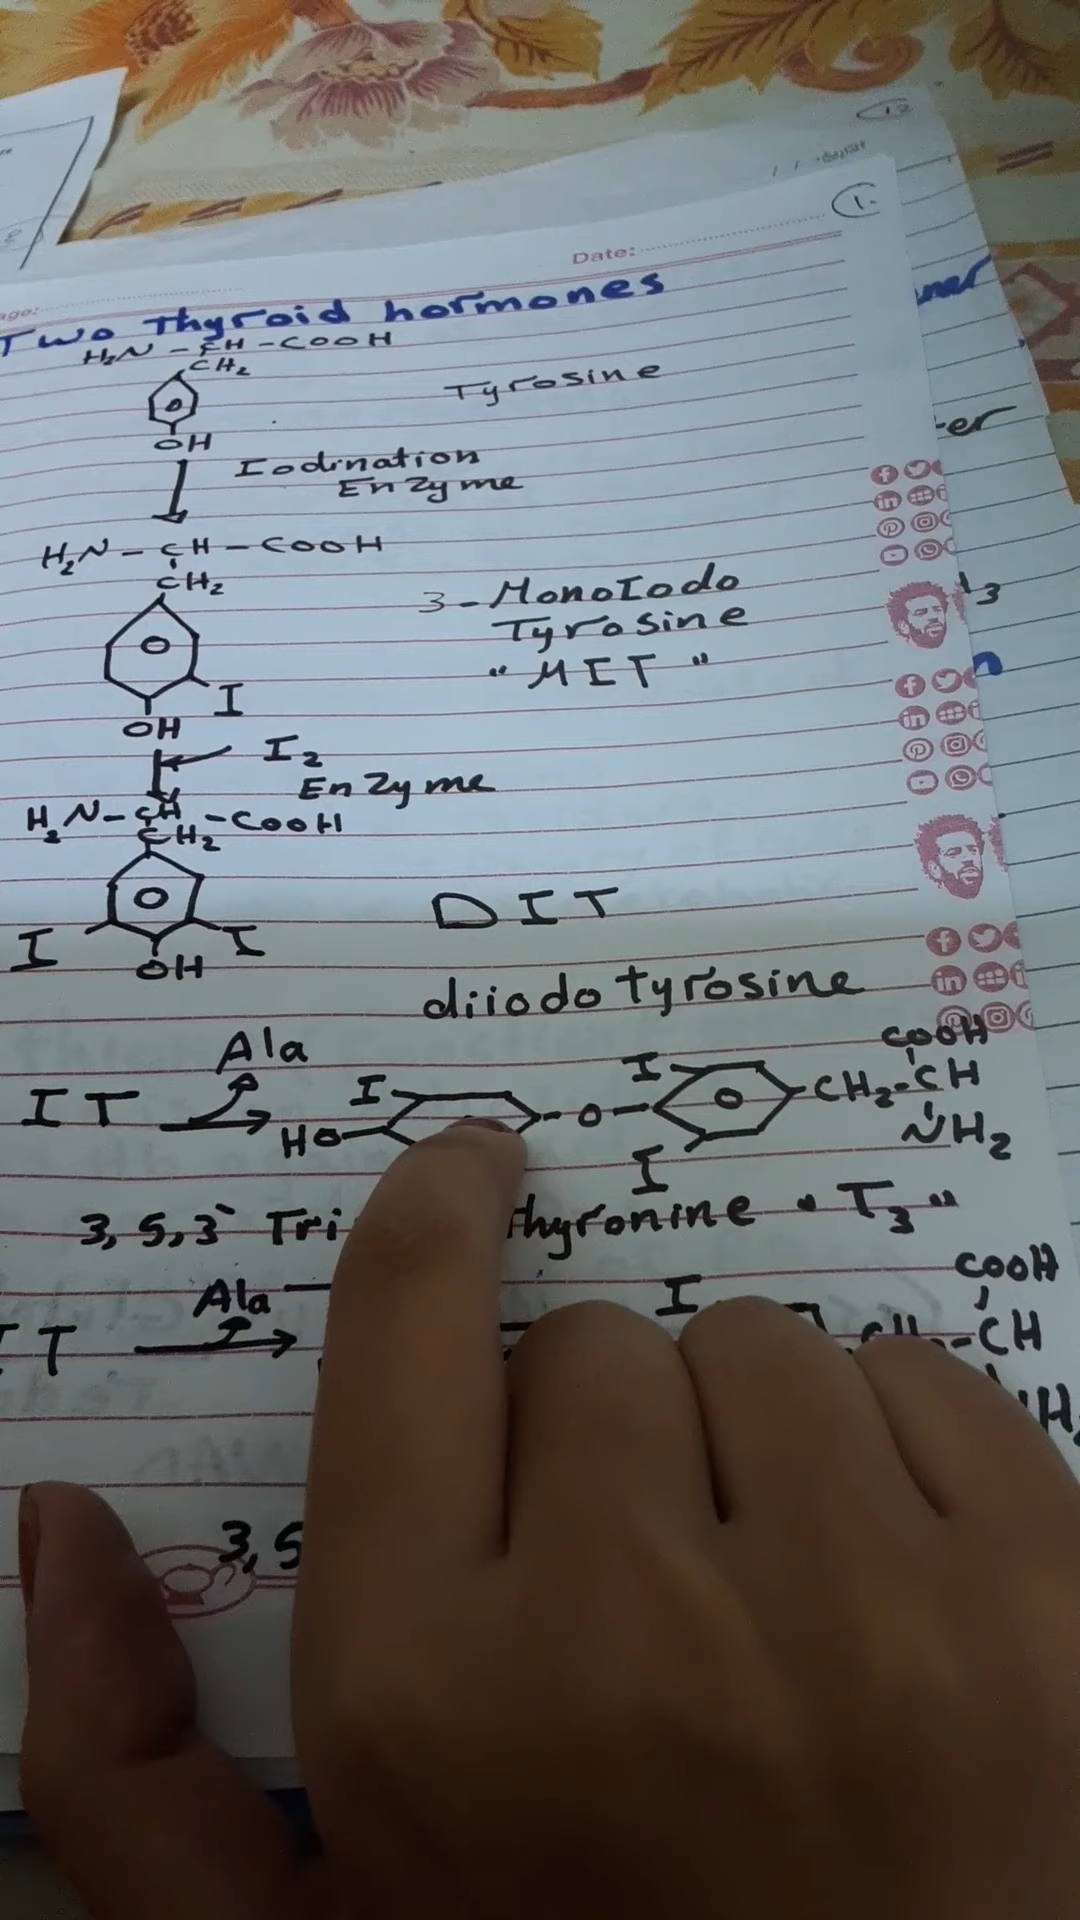 1.
Date:
Two Thyroid hormones
H₂N - CH - COOH
CH₂
Tyrosine
OH
Iodination
Enzyme
H₂N - CH - COOH
CH₂
3-MonoIodo
Tyrosine
"MIT"
I
OH
I₂
Enzyme
H₂N - CH - COOH
CH₂
DIT
I I
OH
diiodotyrosine
Ala
COOH
IT I I CH₂-CH
HO -O- NH₂
I
3,5,3` Tri thyronine "T₃"
COOH
Ala I
IT -CH
3,5